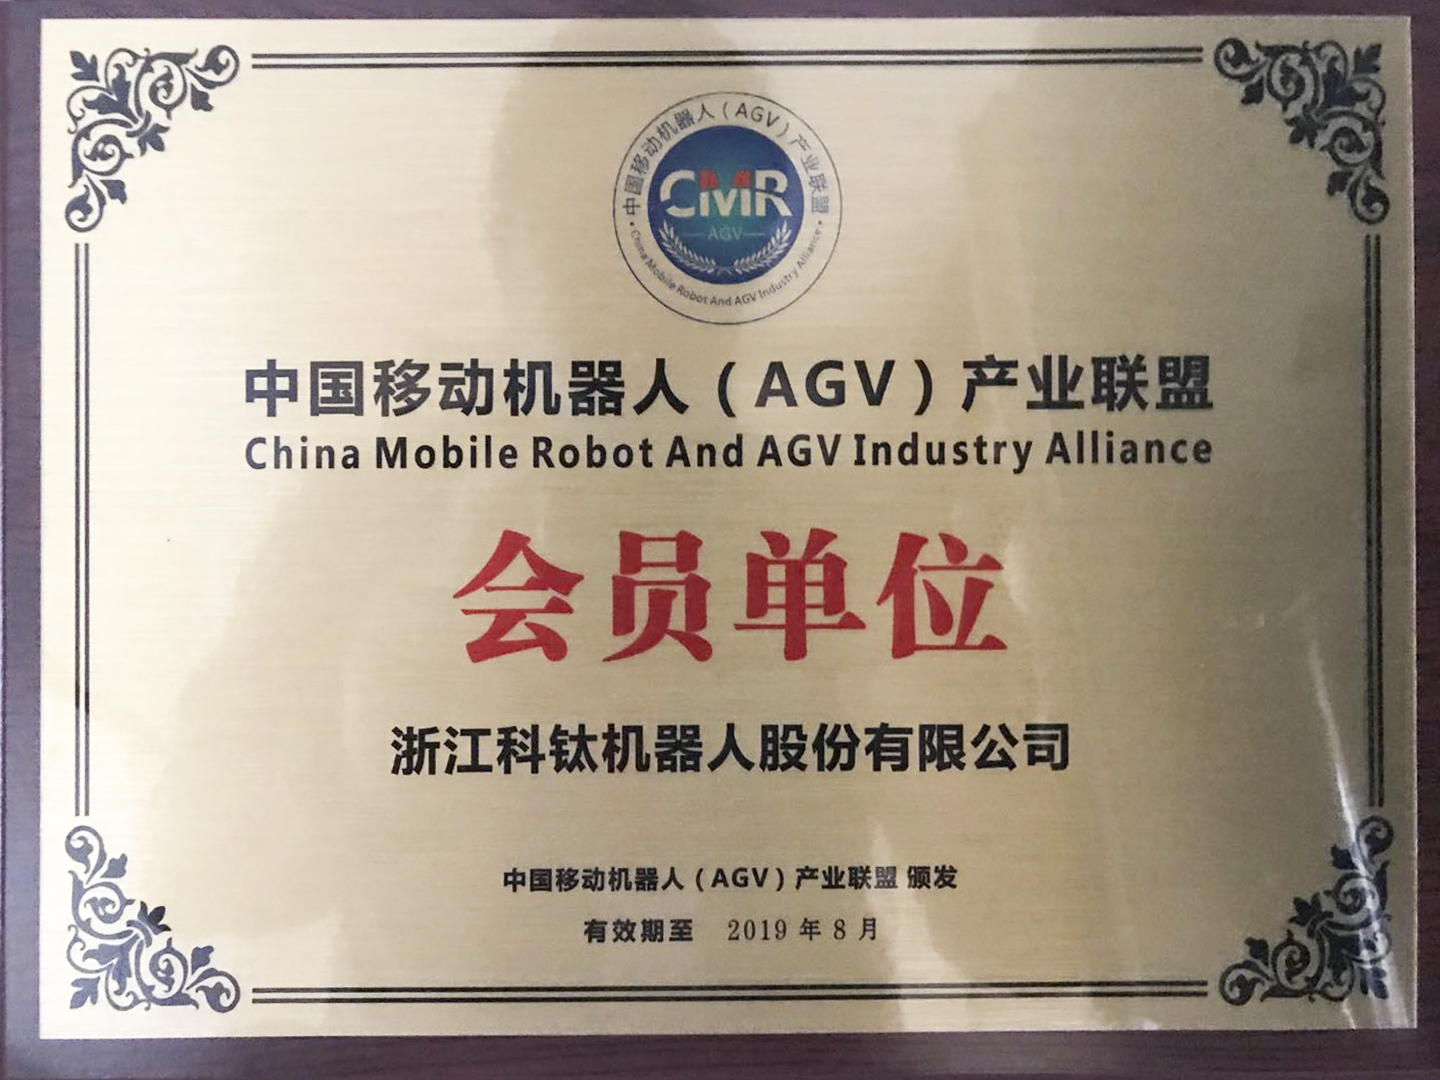 中国移动机器人（AGV）产业联盟
CMR
AGV
China Mobile Robot And AGV Industry Alliance
中国移动机器人（AGV）产业联盟
China Mobile Robot And AGV Industry Alliance
会员单位
浙江科钛机器人股份有限公司
中国移动机器人（AGV）产业联盟 颁发
有效期至 2019 年 8 月